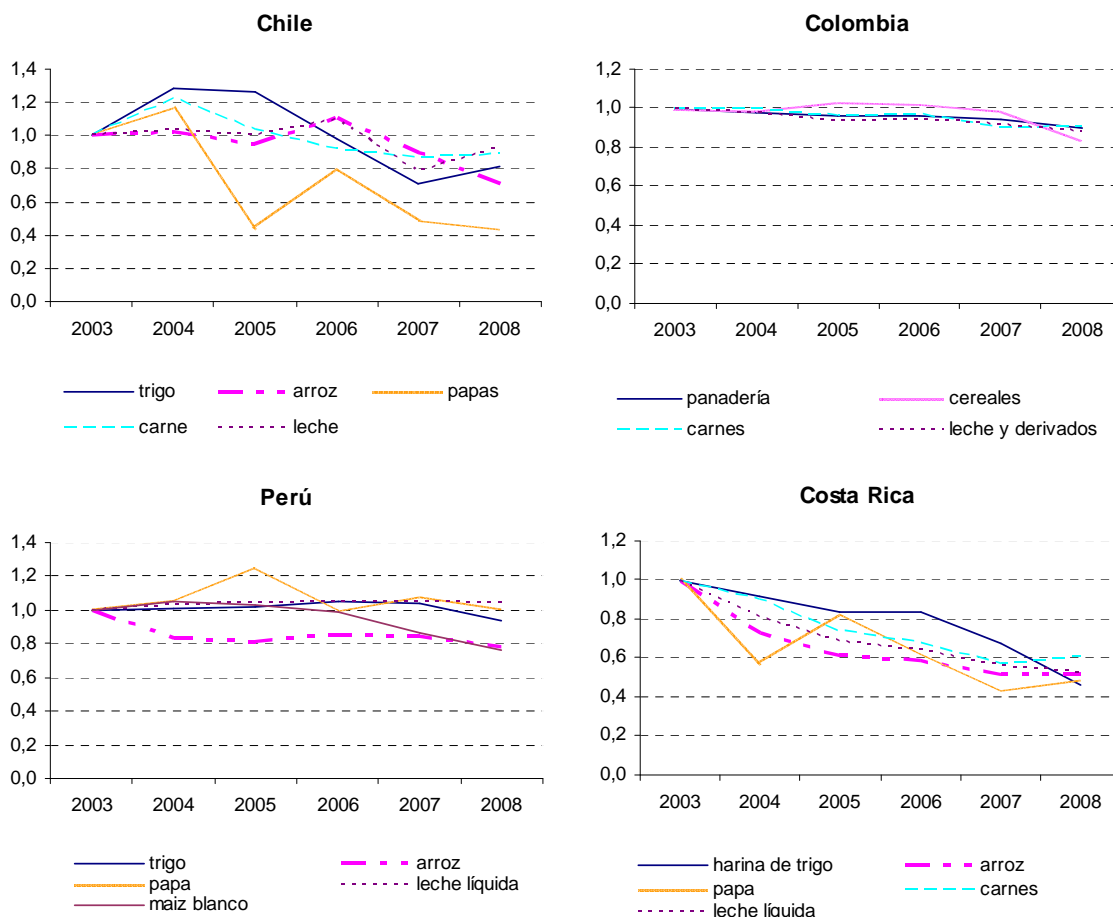 Chile
1,4
1,2
1,0
0,8
0,6
0,4
0,2
0,0
2003 2004 2005 2006 2007 2008
trigo arroz papas
carne leche
Colombia
1,2
1,0
0,8
0,6
0,4
0,2
0,0
2003 2004 2005 2006 2007 2008
panadería cereales
carnes leche y derivados
Perú
1,4
1,2
1,0
0,8
0,6
0,4
0,2
0,0
2003 2004 2005 2006 2007 2008
trigo arroz
papa leche líquida
maiz blanco
Costa Rica
1,2
1,0
0,8
0,6
0,4
0,2
0,0
2003 2004 2005 2006 2007 2008
harina de trigo arroz
papa carnes
leche líguida